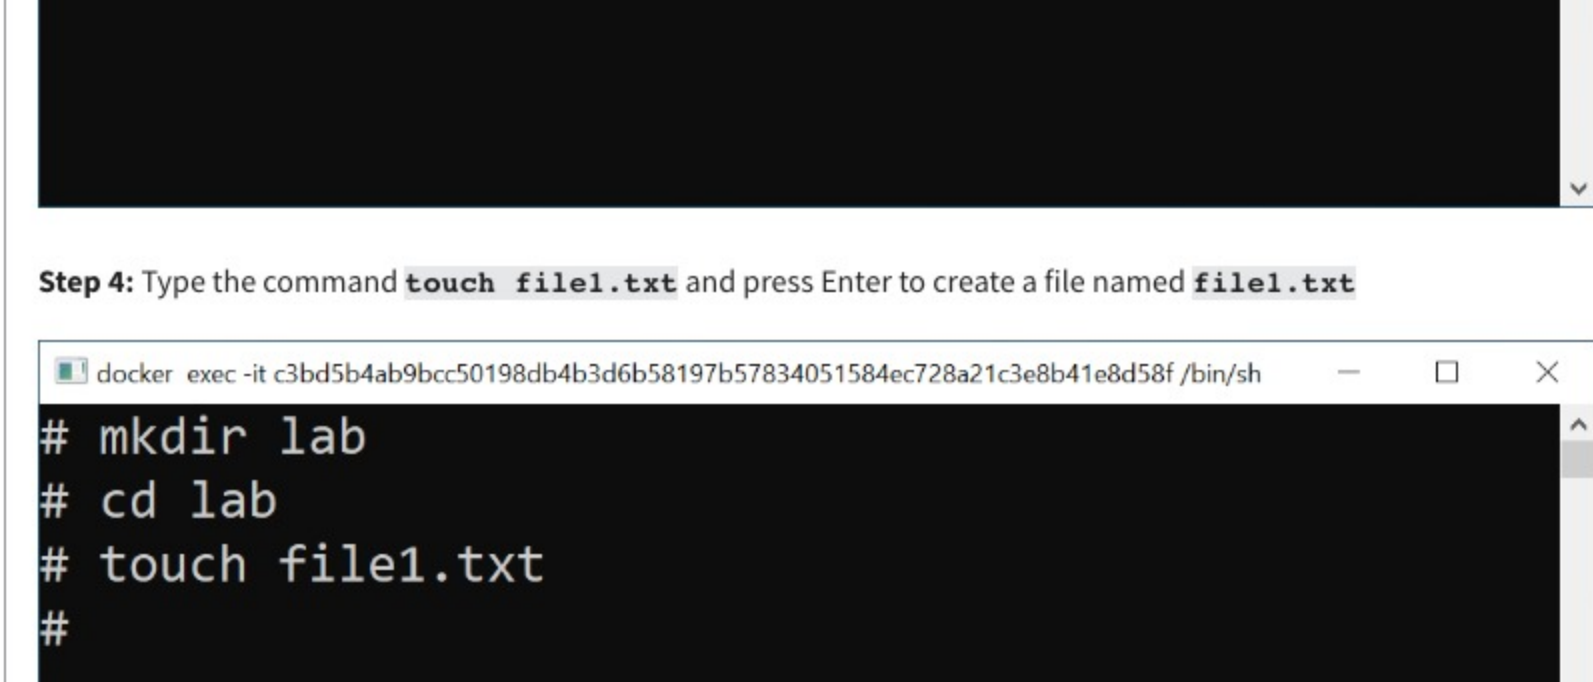 Step 4: Type the command touch file1.txt and press Enter to create a file named file1.txt
docker exec -it c3bd5b4ab9bcc50198db4b3d6b58197b57834051584ec728a21c3e8b41e8d58f /bin/sh
# mkdir lab
# cd lab
# touch file1.txt
#